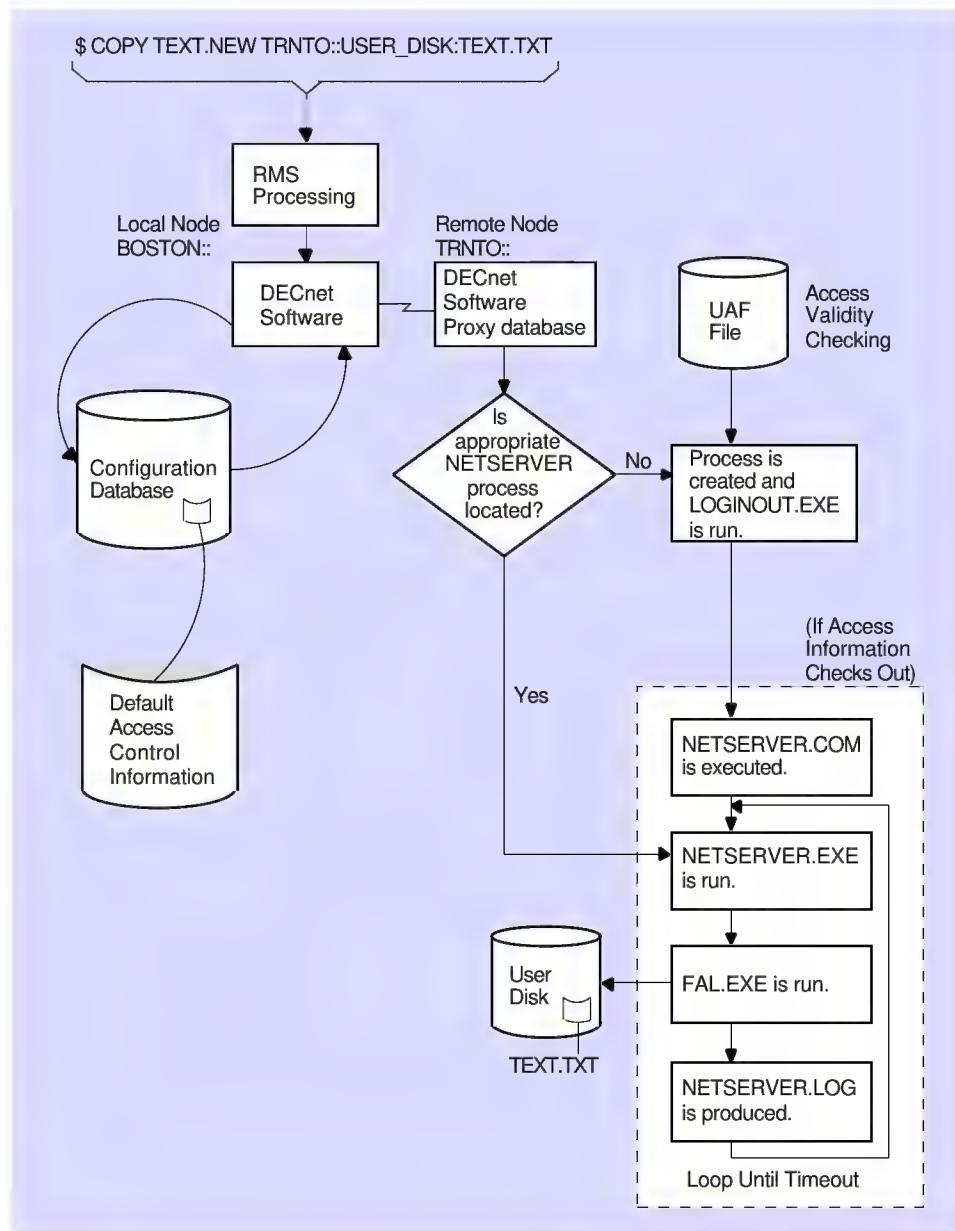 $ COPY TEXT.NEW TRNTO::USER_DISK:TEXT.TXT
RMS
Processing
Local Node
BOSTON::
Remote Node
TRNTO::
DECnet
Software
DECnet
Software
Proxy database
UAF
File
Access
Validity
Checking
Configuration
Database
Is
appropriate
NETSERVER
process
located?
No
Process is
created and
LOGINOUT.EXE
is run.
(If Access
Information
Checks Out)
Default
Access
Control
Information
Yes
NETSERVER.COM
is executed.
NETSERVER.EXE
is run.
User
Disk
TEXT.TXT
FAL.EXE is run.
NETSERVER.LOG
is produced.
Loop Until Timeout